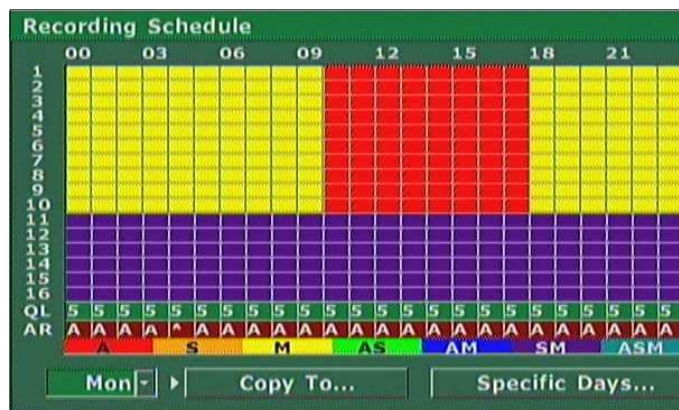 Recording Schedule
00 03 06 09 12 15 18 21
1
2
3
4
5
6
7
8
9
10
11
12
13
14
15
16
QL 5 5 5 5 5 5 5 5 5 5 5 5 5 5 5 5 5 5 5 5 5 5 5 5
AR A A A A ^ A A A A A A A A A A A A A A A A A A A
A S M AS AM SM ASM
Mon Copy To... Specific Days...